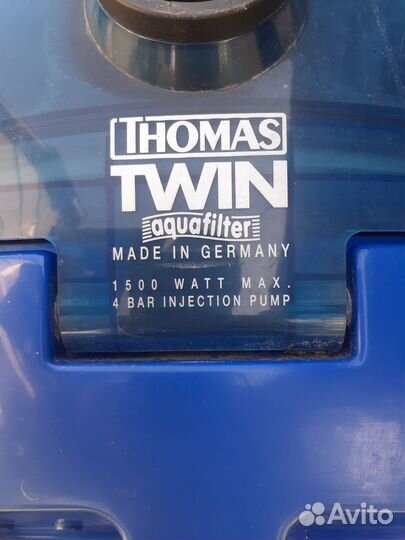 THOMAS
TWIN
aquafilter
MADE IN GERMANY
1500 WATT MAX.
4 BAR INJECTION PUMP
Avito